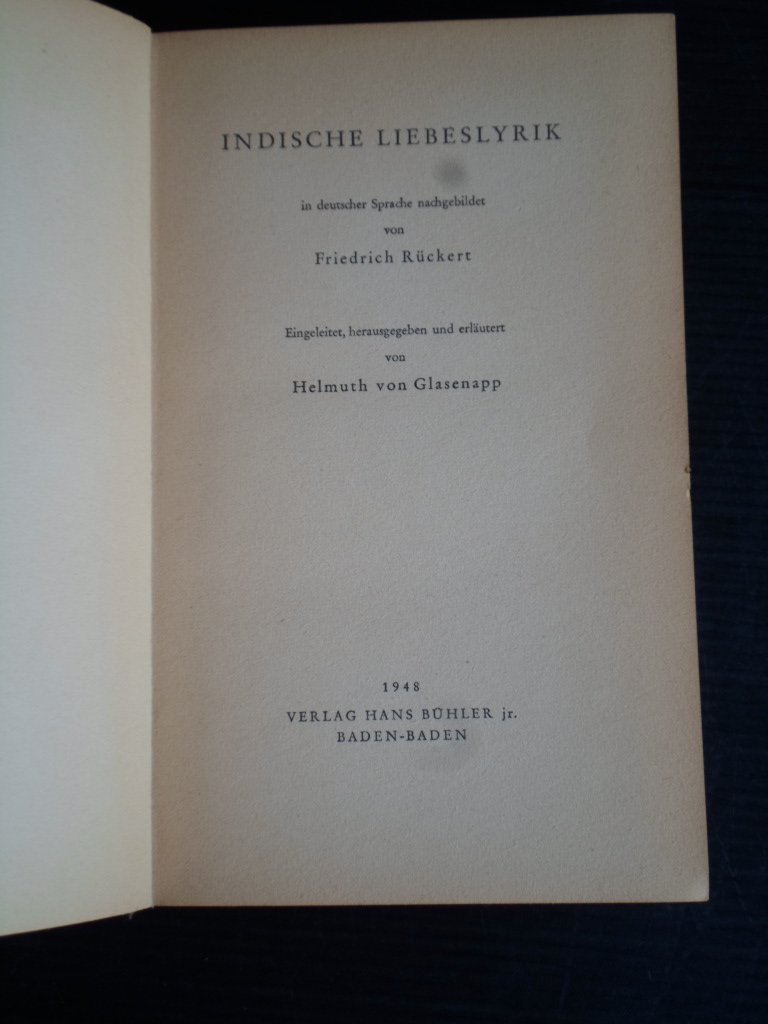 INDISCHE LIEBESLYRIK
in deutscher Sprache nachgebildet
von
Friedrich Rückert
Eingeleitet, herausgegeben und erläutert
von
Helmuth von Glasenapp
1948
VERLAG HANS BÜHLER jr.
BADEN-BADEN